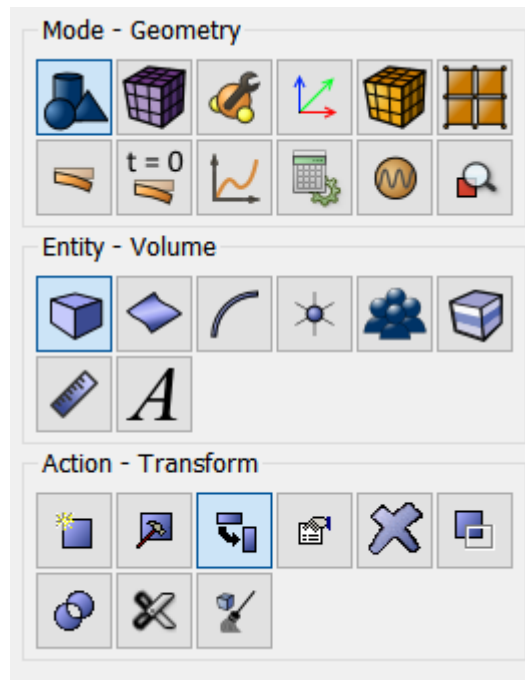 Mode - Geometry
t = 0
Entity - Volume
A
Action - Transform